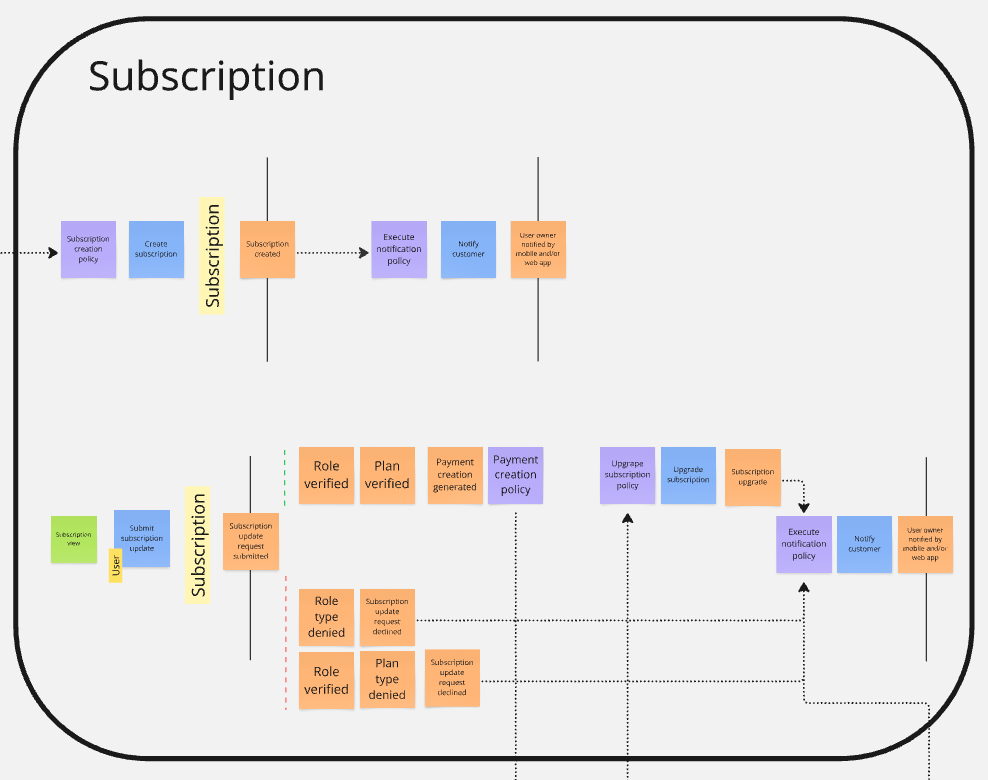 Subscription
Subscription
creation
policy
Create
subscription
Subscription
Subscription
created
Execute
notification
policy
Notify
customer
User owner
notified by
mobile and/or
web app
Subscription
view
User
Submit
subscription
update
Subscription
Subscription
update
request
submitted
Role
verified
Plan
verified
Payment
creation
generated
Payment
creation
policy
Upgrape
subscription
policy
Upgrade
subscription
Subscription
upgrade
Execute
notification
policy
Notify
customer
User owner
notified by
mobile and/or
web app
Role
type
denied
Subscription
update
request
declined
Role
verified
Plan
type
denied
Subscription
update
request
declined